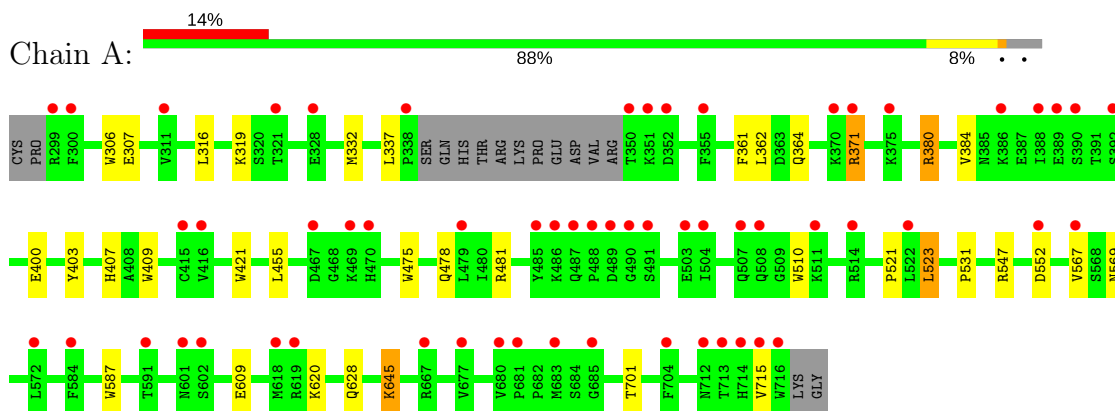 14%
Chain A:
88% 8% • •
CYS PRO R299 F300 W306 E307 V311 L316 K319 S320 T321 E328 M332 L337 P338 SER GLN HIS THR ARG LYS PRO GLU ASP VAL ARG T350 K351 D352 F355 F361 L362 D363 Q364 K370 R371 K375 R380 V384 N385 K386 E387 I388 E389 S390 T391 S392
E400 Y403 H407 A408 W409 C415 V416 W421 L455 D467 G468 K469 H470 W475 Q478 L479 I480 R481 Y485 K486 Q487 P488 D489 G490 S491 E503 I504 Q507 Q508 G509 W510 K511 R514 P521 L522 L523 P531 R547 D552 V567 S568 N569
L572 F584 W587 T591 N601 S602 E609 M618 R619 K620 Q628 K645 R667 V677 V680 P681 P682 M683 S684 G685 T701 F704 N712 T713 H714 V715 W716 LYS GLY